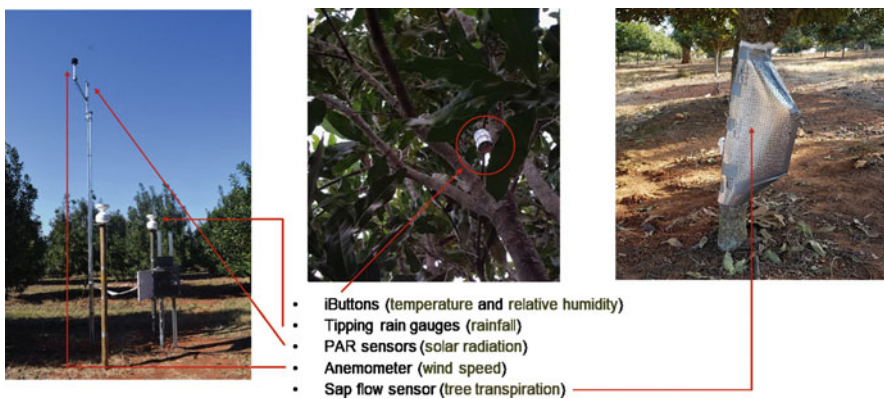 • iButtons (temperature and relative humidity)
• Tipping rain gauges (rainfall)
• PAR sensors (solar radiation)
• Anemometer (wind speed)
• Sap flow sensor (tree transpiration)